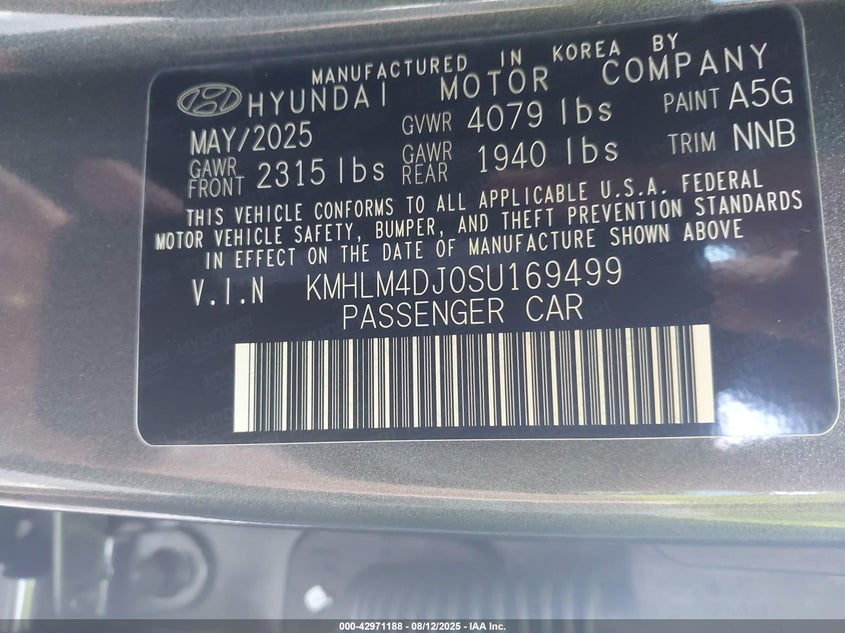 MANUFACTURED IN KOREA BY
HYUNDAI MOTOR COMPANY
MAY/2025 GVWR 4079 lbs PAINT A5G
GAWR FRONT 2315 lbs GAWR REAR 1940 lbs TRIM NNB
THIS VEHICLE CONFORMS TO ALL APPLICABLE U.S.A. FEDERAL
MOTOR VEHICLE SAFETY, BUMPER, AND THEFT PREVENTION STANDARDS
IN EFFECT ON THE DATE OF MANUFACTURE SHOWN ABOVE
V.I.N KMHLM4DJ0SU169499
PASSENGER CAR
000-42971188 - 08/12/2025 - IAA Inc.